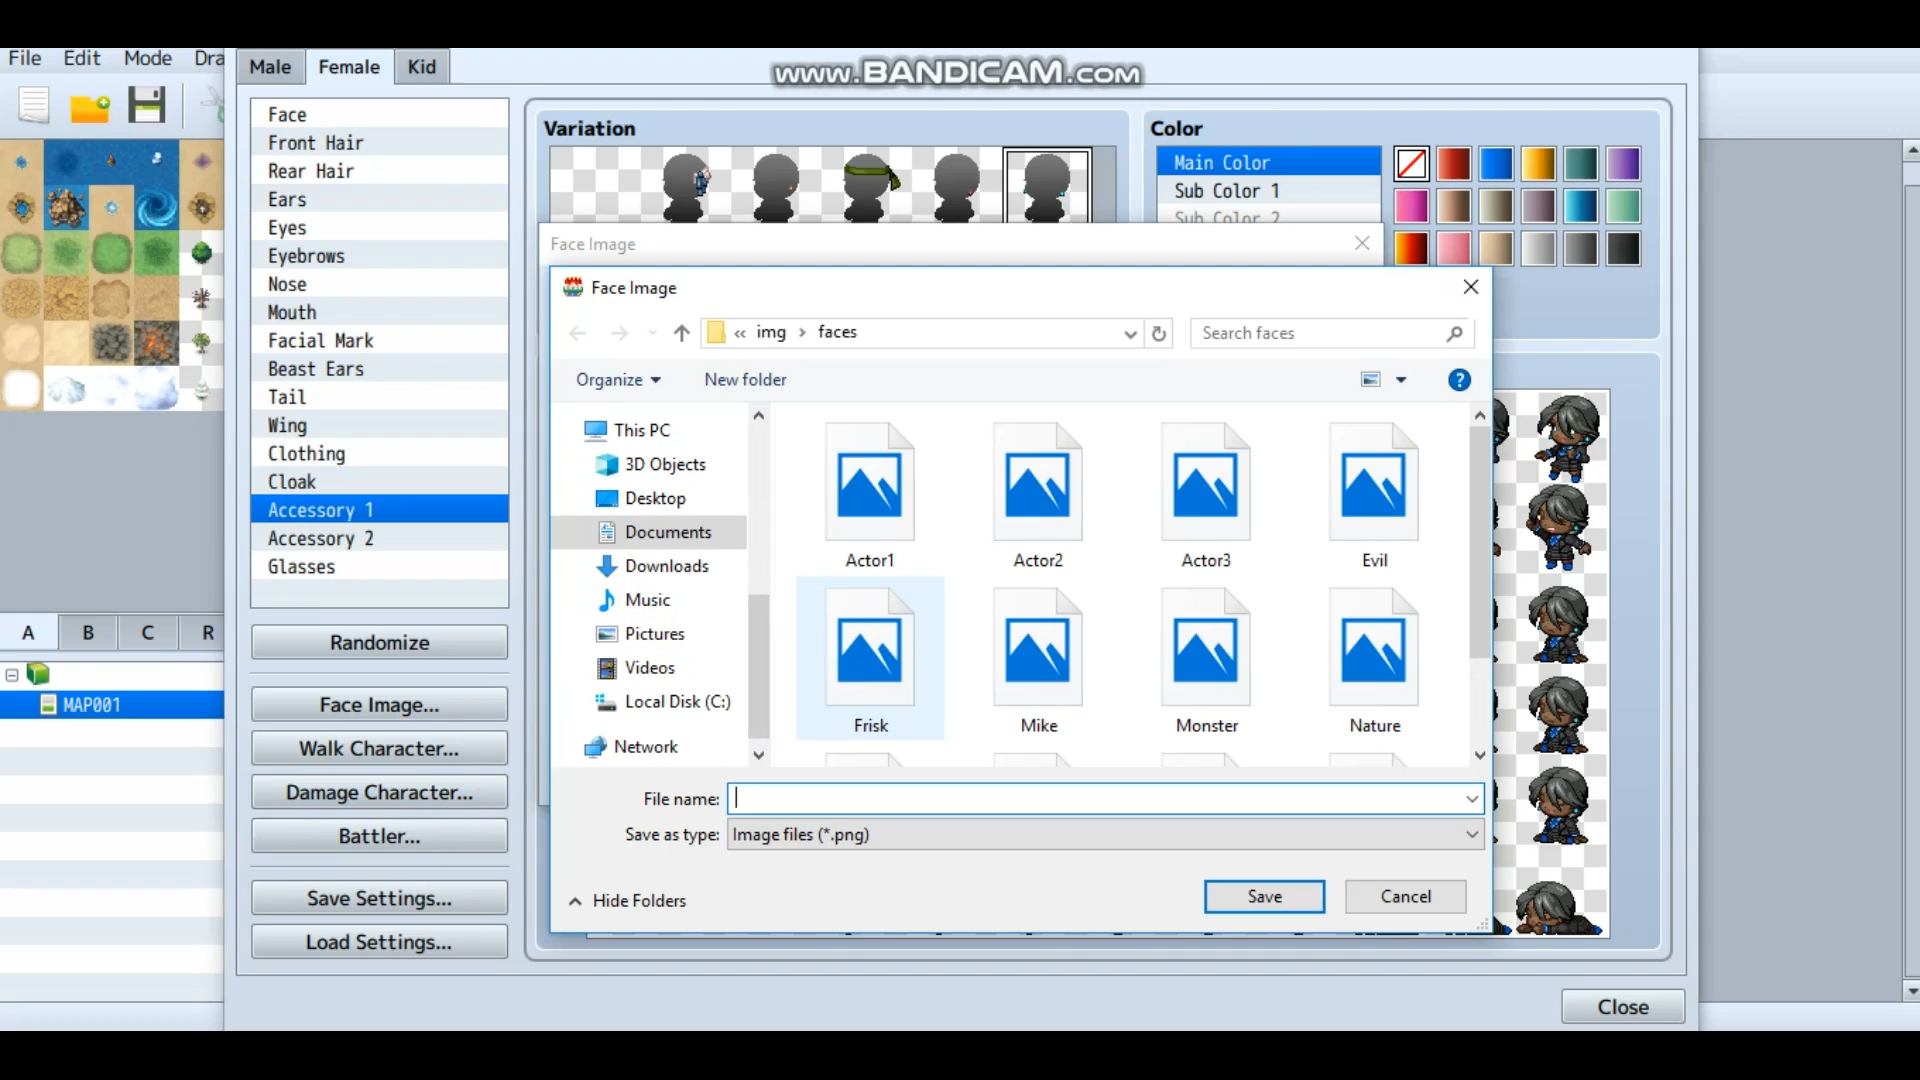 File Edit Mode Dra
Male Female Kid
www.BANDICAM.com
Face
Front Hair
Rear Hair
Ears
Eyes
Eyebrows
Nose
Mouth
Facial Mark
Beast Ears
Tail
Wing
Clothing
Cloak
Accessory 1
Accessory 2
Glasses
Randomize
Face Image...
Walk Character...
Damage Character...
Battler...
Save Settings...
Load Settings...
A B C R
MAP001
Variation
Color
Main Color
Sub Color 1
Sub Color 2
Face Image
Face Image
« img › faces
Search faces
Organize
New folder
?
This PC
3D Objects
Desktop
Documents
Downloads
Music
Pictures
Videos
Local Disk (C:)
Network
Actor1
Actor2
Actor3
Evil
Frisk
Mike
Monster
Nature
File name:
Save as type: Image files (*.png)
Hide Folders
Save
Cancel
Close